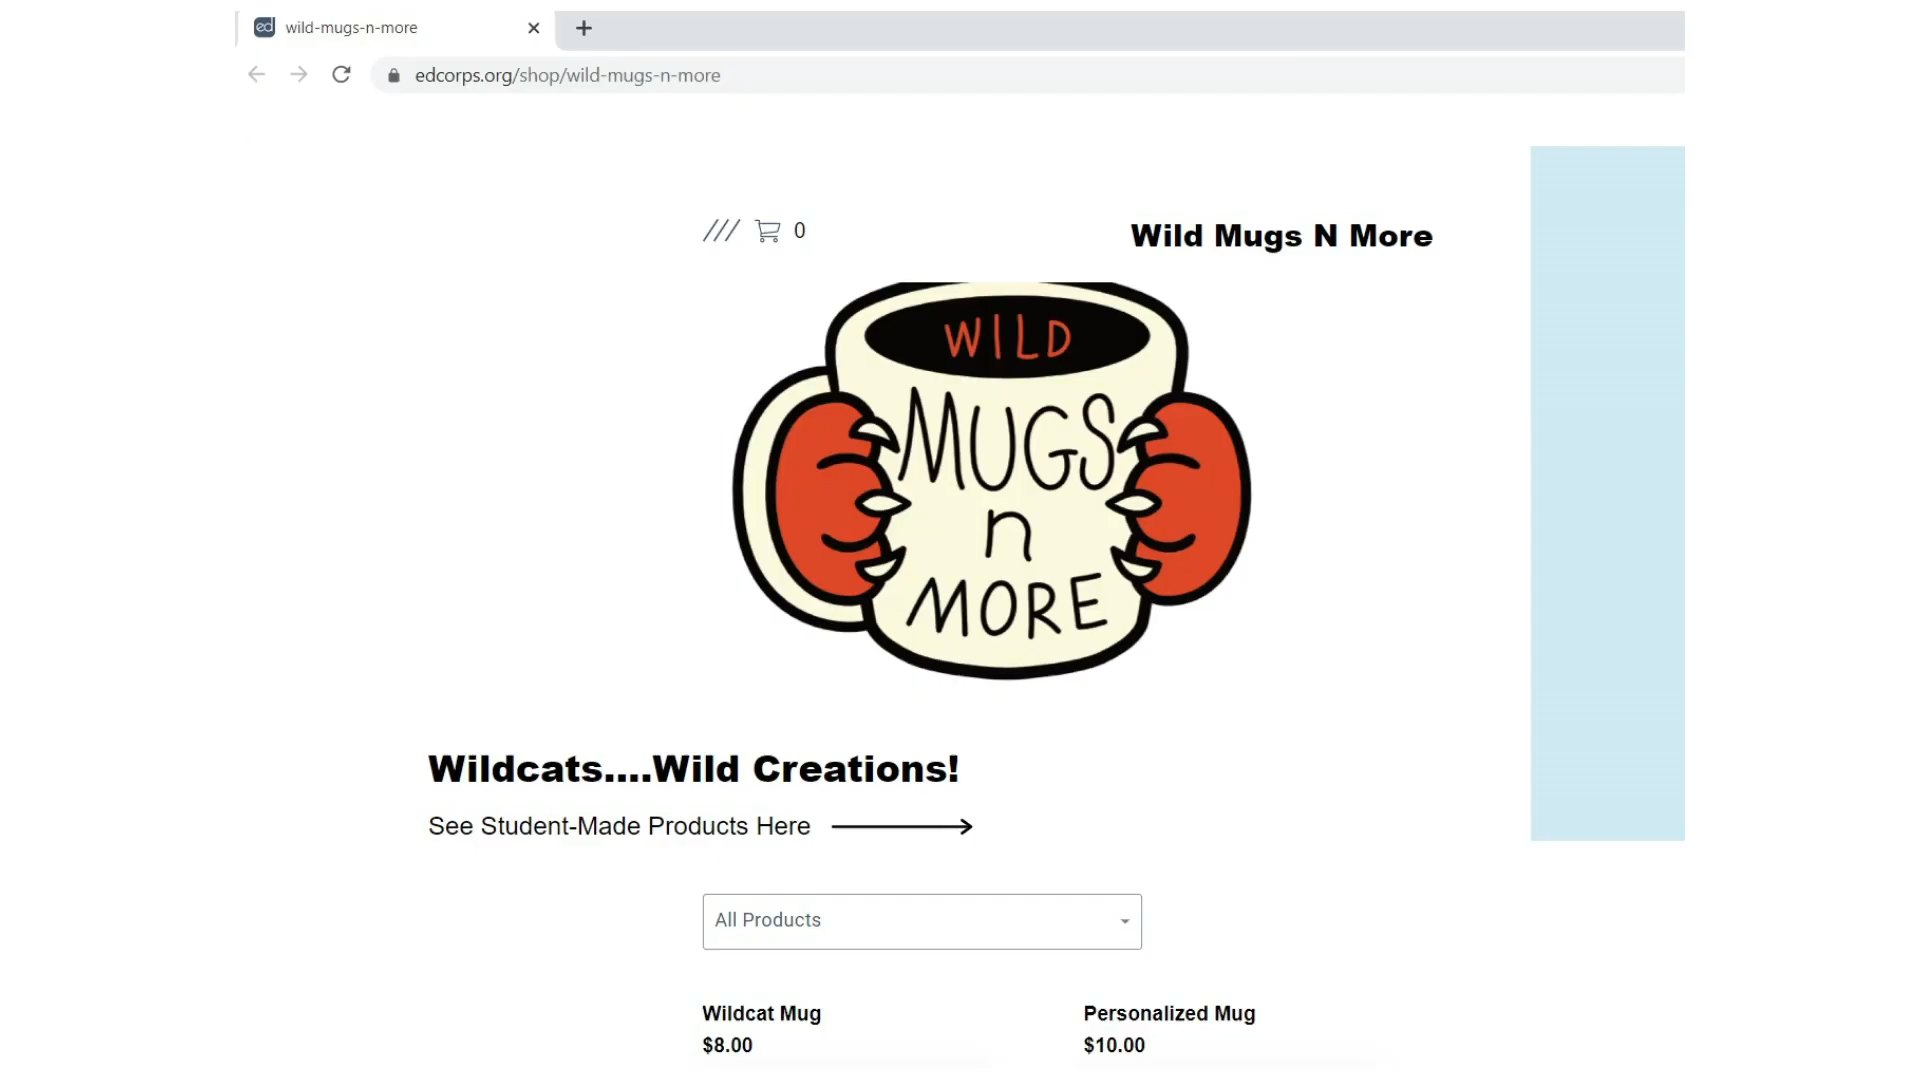 ed wild-mugs-n-more
edcorps.org/shop/wild-mugs-n-more
0
Wild Mugs N More
WILD
MUGS
n
MORE
Wildcats....Wild Creations!
See Student-Made Products Here
All Products
Wildcat Mug
$8.00
Personalized Mug
$10.00